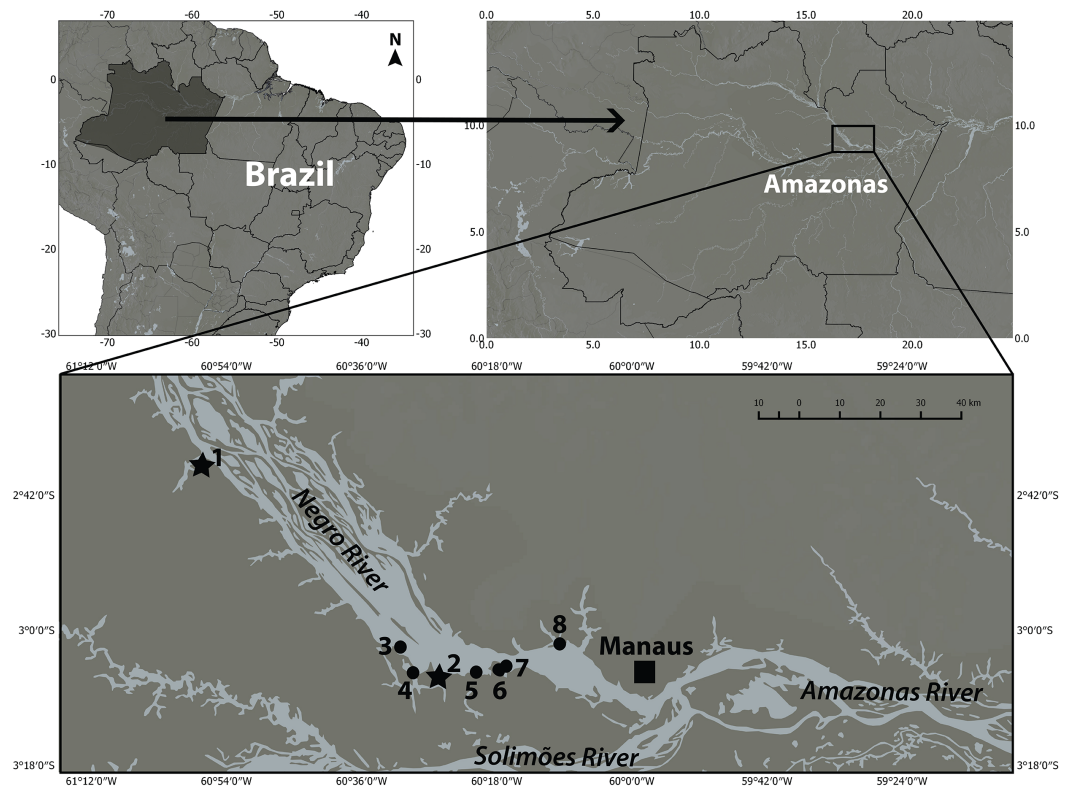 -70 -60 -50 -40
0.0 5.0 10.0 15.0 20.0
N
0 0
10.0 10.0
-10 -10
Brazil
Amazonas
-20 -20
5.0 5.0
-30 -30
0.0 0.0
-70 -60 -50 -40
0.0 5.0 10.0 15.0 20.0
61°12'0"W 60°54'0"W 60°36'0"W 60°18'0"W 60°0'0"W 59°42'0"W 59°24'0"W
10 0 10 20 30 40 km
1
2°42'0"S 2°42'0"S
Negro River
8
3°0'0"S 3°0'0"S
3
Manaus
2
7
4 5 6
Amazonas River
Solimões River
3°18'0"S 3°18'0"S
61°12'0"W 60°54'0"W 60°36'0"W 60°18'0"W 60°0'0"W 59°42'0"W 59°24'0"W